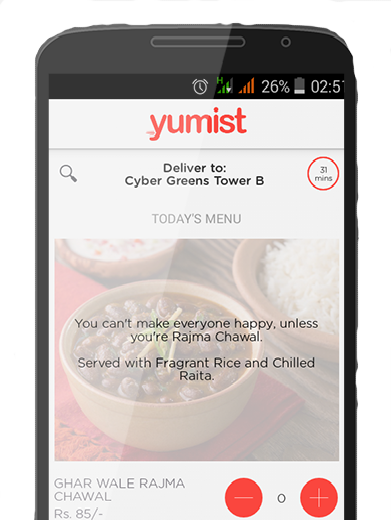 H 26% 02:51
yumist
Deliver to:
Cyber Greens Tower B
31
mins
TODAY'S MENU
You can't make everyone happy, unless
you're Rajma Chawal.
Served with Fragrant Rice and Chilled
Raita.
GHAR WALE RAJMA
CHAWAL
0
Rs. 85/-